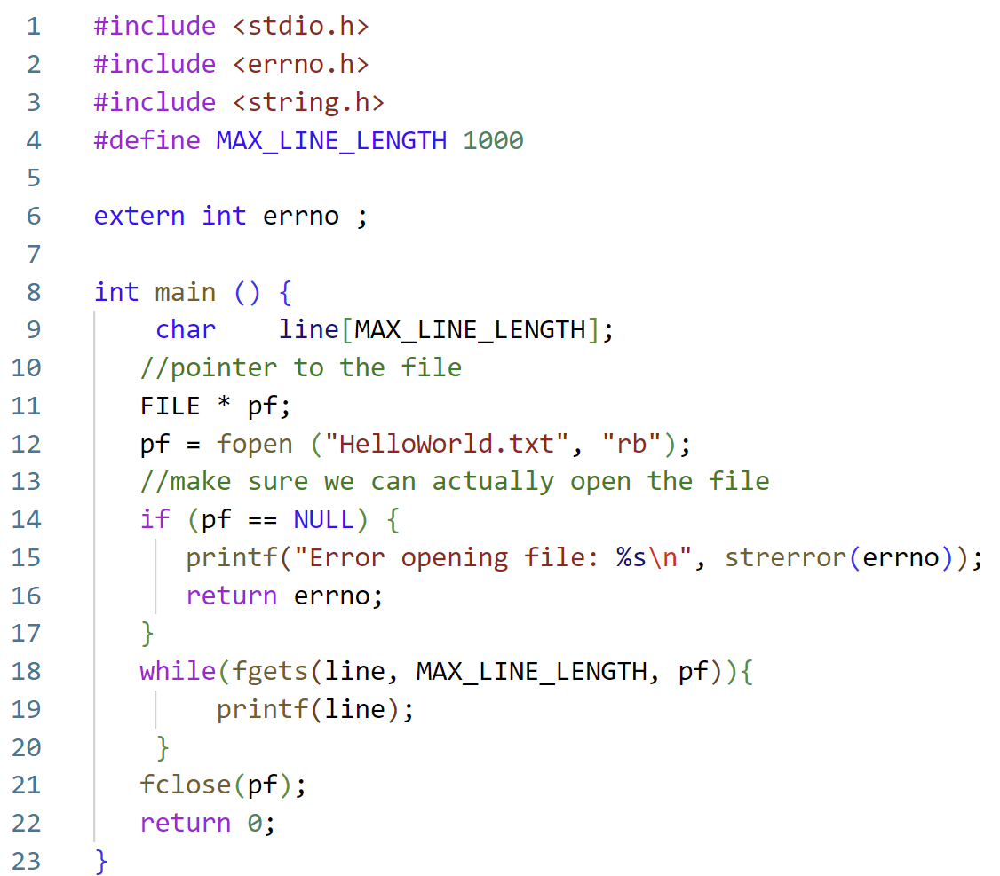 1 #include <stdio.h>
2 #include <errno.h>
3 #include <string.h>
4 #define MAX_LINE_LENGTH 1000
5
6 extern int errno ;
7
8 int main () {
9     char    line[MAX_LINE_LENGTH];
10    //pointer to the file
11    FILE * pf;
12    pf = fopen ("HelloWorld.txt", "rb");
13    //make sure we can actually open the file
14    if (pf == NULL) {
15       printf("Error opening file: %s\n", strerror(errno));
16       return errno;
17    }
18    while(fgets(line, MAX_LINE_LENGTH, pf)){
19         printf(line);
20     }
21    fclose(pf);
22    return 0;
23 }